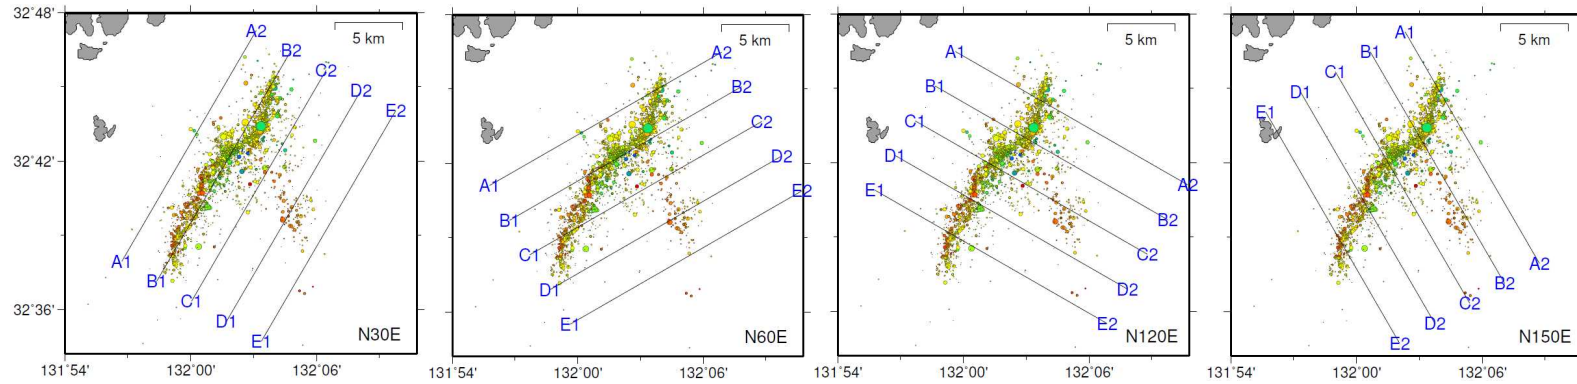 32°48'
32°42'
32°36'
A2
B2
5 km
C2
D2
E2
A1
B1
C1
D1
E1
N30E
131°54' 132°00' 132°06'
5 km
A2
B2
C2
D2
A1
E2
B1
C1
D1
E1
N60E
131°54' 132°00' 132°06'
5 km
A1
B1
C1
D1
A2
E1
B2
C2
D2
E2
N120E
131°54' 132°00' 132°06'
A1
5 km
B1
C1
D1
E1
A2
B2
C2
D2
N150E
E2
131°54' 132°00' 132°06'